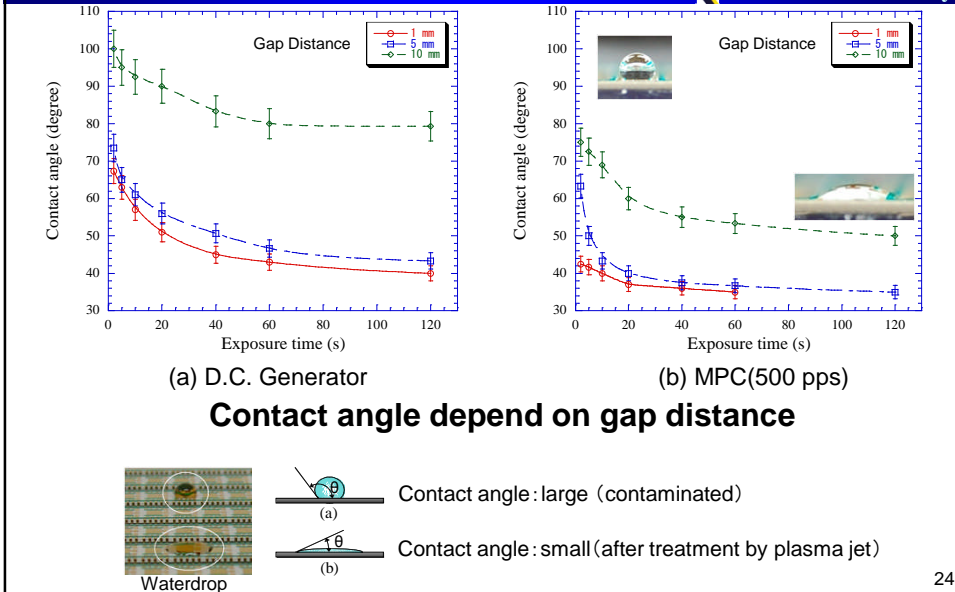 110
100
90
80
70
60
50
40
30
0 20 40 60 80 100 120
Contact angle (degree)
Exposure time (s)
Gap Distance
1 mm
5 mm
10 mm
(a) D.C. Generator
110
100
90
80
70
60
50
40
30
0 20 40 60 80 100 120
Contact angle (degree)
Exposure time (s)
Gap Distance
1 mm
5 mm
10 mm
(b) MPC(500 pps)
Contact angle depend on gap distance
θ
(a)
Contact angle：large（contaminated）
θ
(b)
Contact angle：small（after treatment by plasma jet）
Waterdrop
24